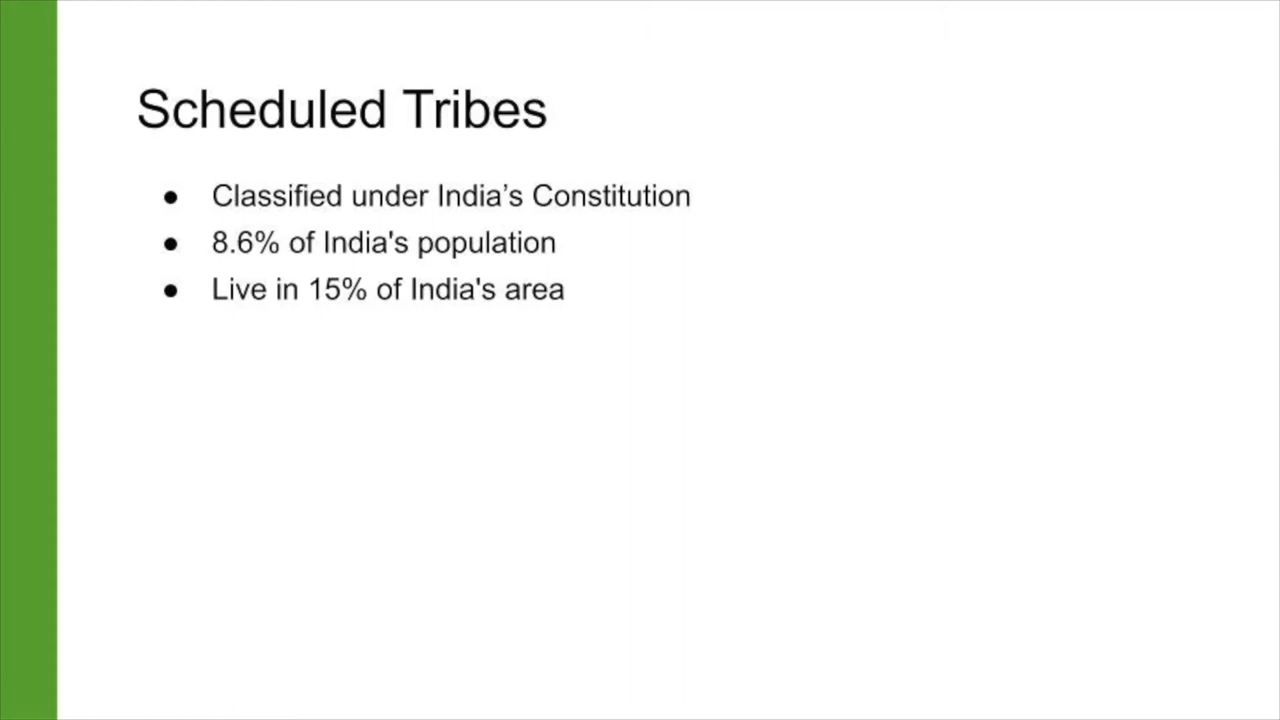 Scheduled Tribes
● Classified under India’s Constitution
● 8.6% of India's population
● Live in 15% of India's area